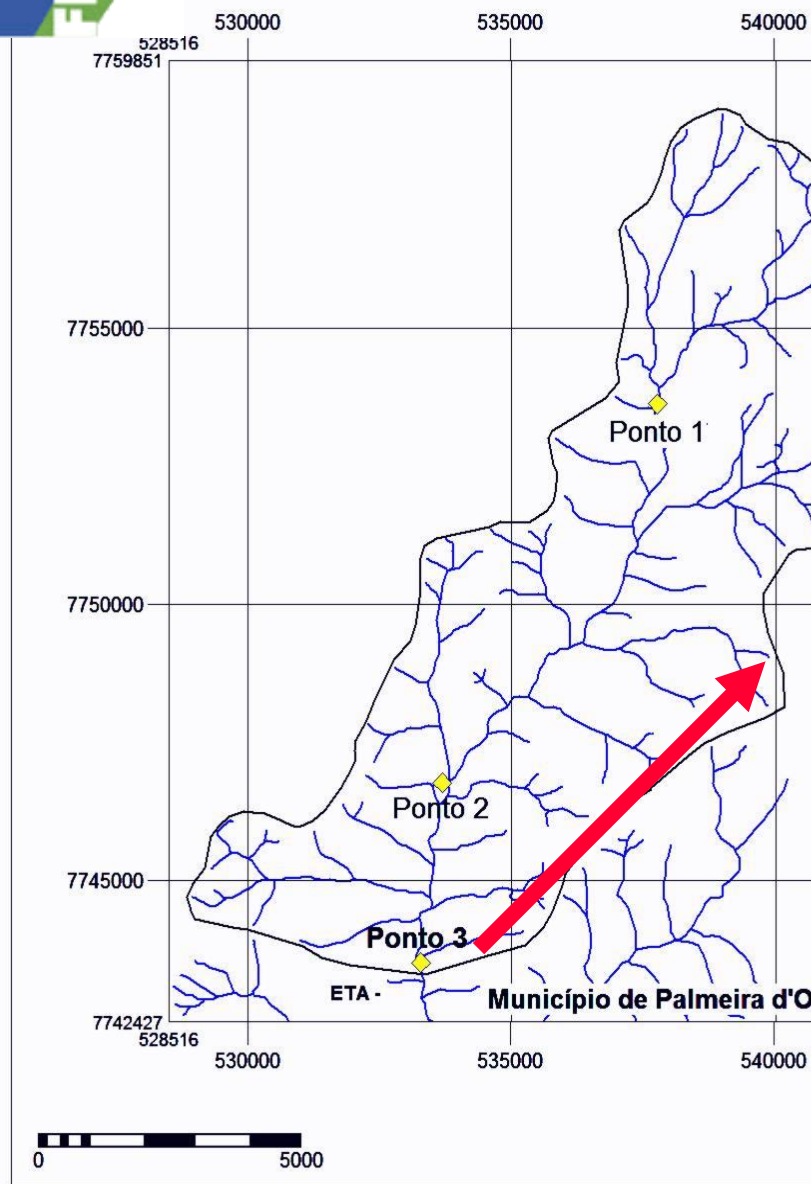 530000 535000 540000
528516
7759851
7755000
Ponto 1
7750000
Ponto 2
7745000
Ponto 3
ETA -
Município de Palmeira d'O
7742427
528516
530000 535000 540000
0 5000